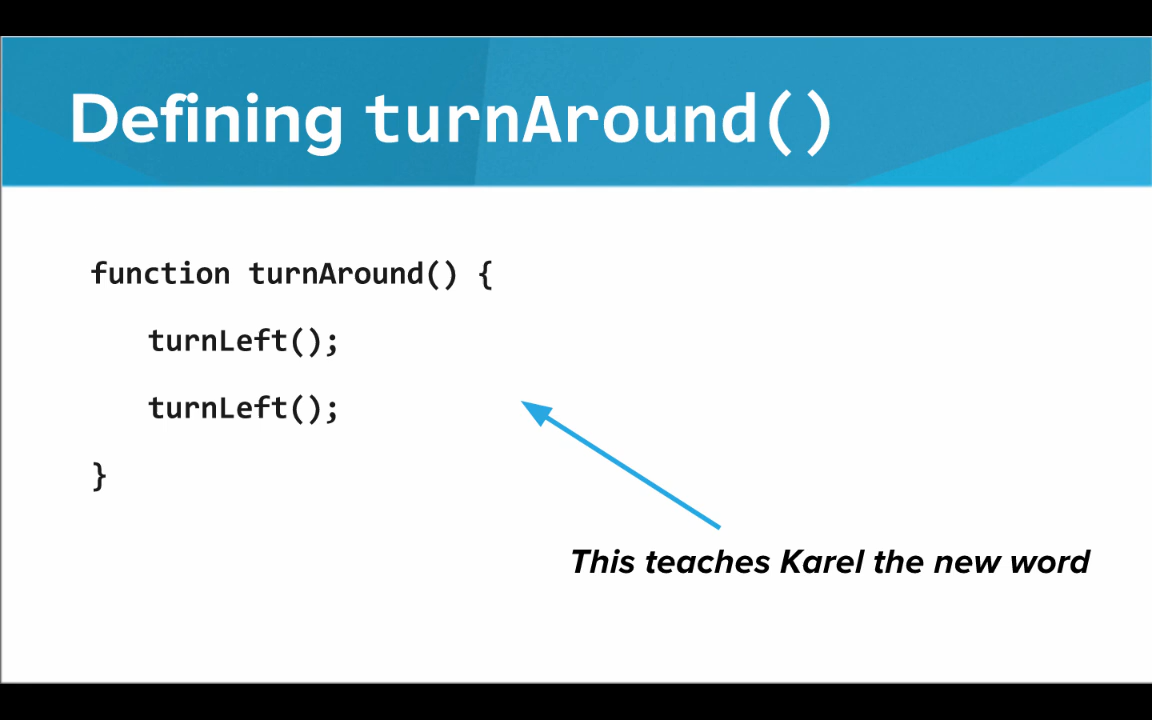 Defining turnAround()
function turnAround() {
turnLeft();
turnLeft();
}
This teaches Karel the new word